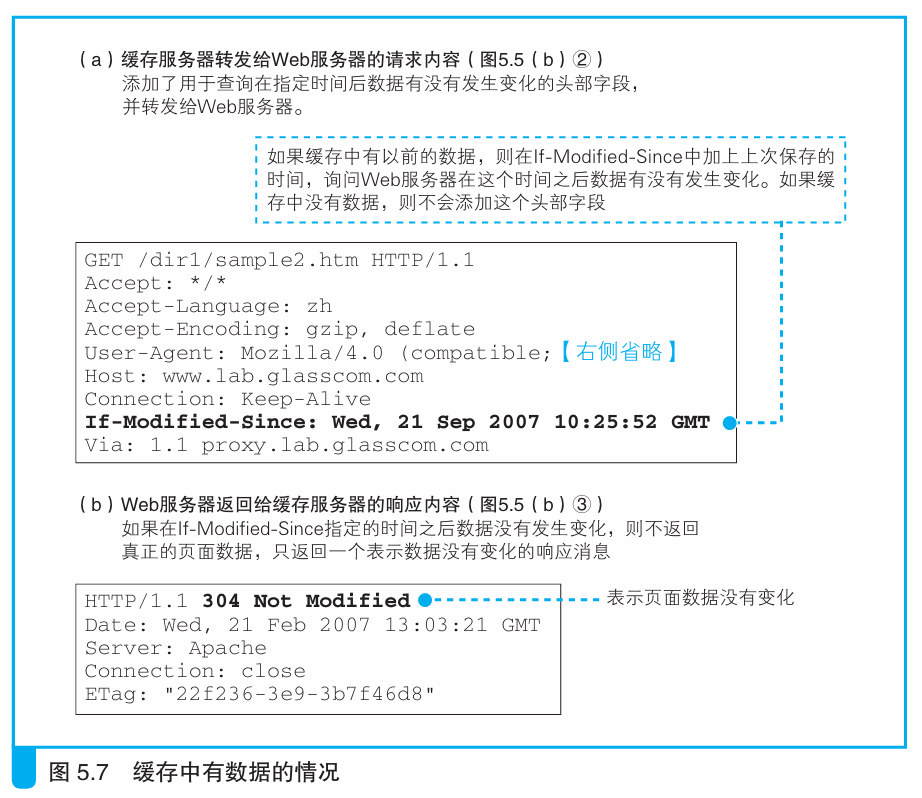 （a）缓存服务器转发给Web服务器的请求内容（图5.5（b）②）
添加了用于查询在指定时间后数据有没有发生变化的头部字段，
并转发给Web服务器。
如果缓存中有以前的数据，则在If-Modified-Since中加上上次保存的
时间，询问Web服务器在这个时间之后数据有没有发生变化。如果缓
存中没有数据，则不会添加这个头部字段
GET /dir1/sample2.htm HTTP/1.1
Accept: */*
Accept-Language: zh
Accept-Encoding: gzip, deflate
User-Agent: Mozilla/4.0 (compatible;【右侧省略】
Host: www.lab.glasscom.com
Connection: Keep-Alive
If-Modified-Since: Wed, 21 Sep 2007 10:25:52 GMT
Via: 1.1 proxy.lab.glasscom.com
（b）Web服务器返回给缓存服务器的响应内容（图5.5（b）③）
如果在If-Modified-Since指定的时间之后数据没有发生变化，则不返回
真正的页面数据，只返回一个表示数据没有变化的响应消息
HTTP/1.1 304 Not Modified
表示页面数据没有变化
Date: Wed, 21 Feb 2007 13:03:21 GMT
Server: Apache
Connection: close
ETag: "22f236-3e9-3b7f46d8"
图 5.7 缓存中有数据的情况